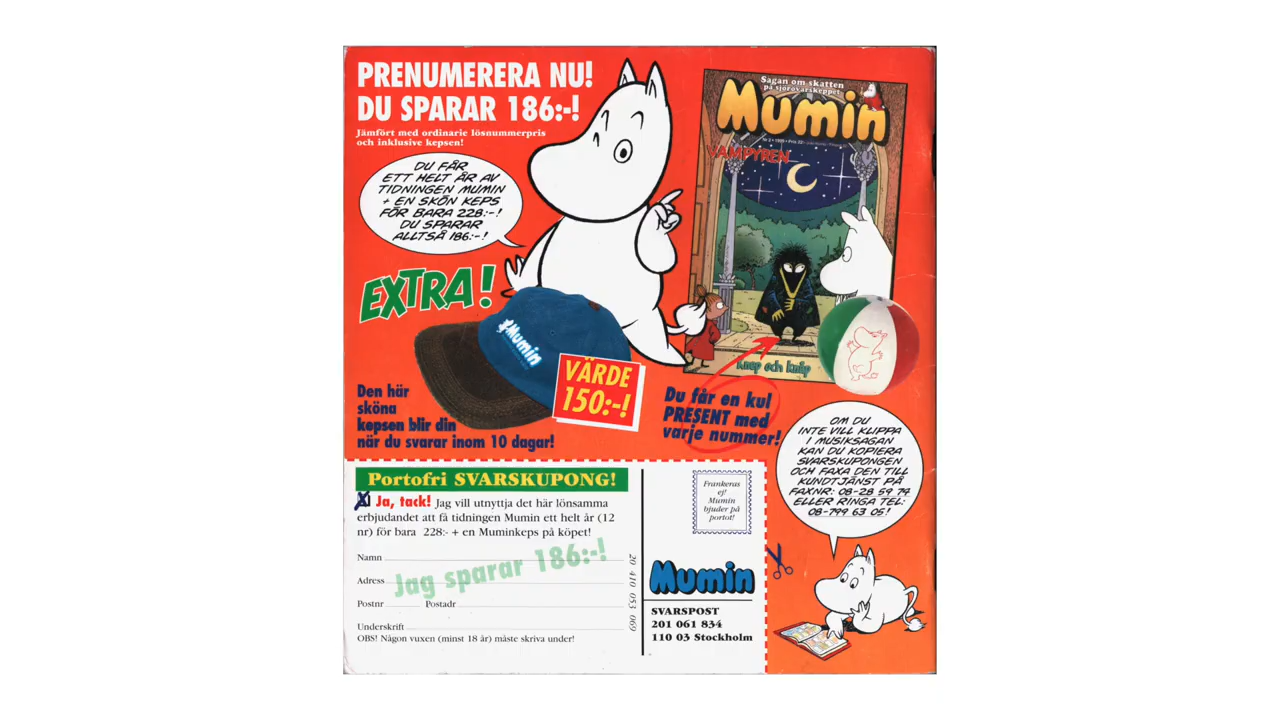 PRENUMERERA NU!
DU SPARAR 186:-!
Jämfört med ordinarie lösnummerpris
och inklusive kepsen!
DU FÅR
ETT HELT ÅR AV
TIDNINGEN MUMIN
+ EN SKÖN KEPS
FÖR BARA 228:-!
DU SPARAR
ALLTSÅ 186:-!
EXTRA!
Mumin
VÄRDE
150:-!
Den här
sköna
kepsen blir din
när du svarar inom 10 dagar!
Sagan om skatten
på sjörövarskeppet
Mumin
VAMPYREN
Knep och knåp
Du får en kul
PRESENT med
varje nummer!
OM DU
INTE VILL KLIPPA
I MUSIKSAGAN
KAN DU KOPIERA
SVARSKUPONGEN
OCH FAXA DEN TILL
KUNDTJÄNST PÅ
FAXNR: 08-28 59 74
ELLER RINGA TEL:
08-799 63 05!
Portofri SVARSKUPONG!
Ja, tack! Jag vill utnyttja det här lönsamma
erbjudandet att få tidningen Mumin ett helt år (12
nr) för bara 228:- + en Muminkeps på köpet!
Namn
Adress
Postnr Postadr
Underskrift
OBS! Någon vuxen (minst 18 år) måste skriva under!
Jag sparar 186:-!
20 410 053 069
Frankeras
ej!
Mumin
bjuder på
portot!
Mumin
SVARSPOST
201 061 834
110 03 Stockholm